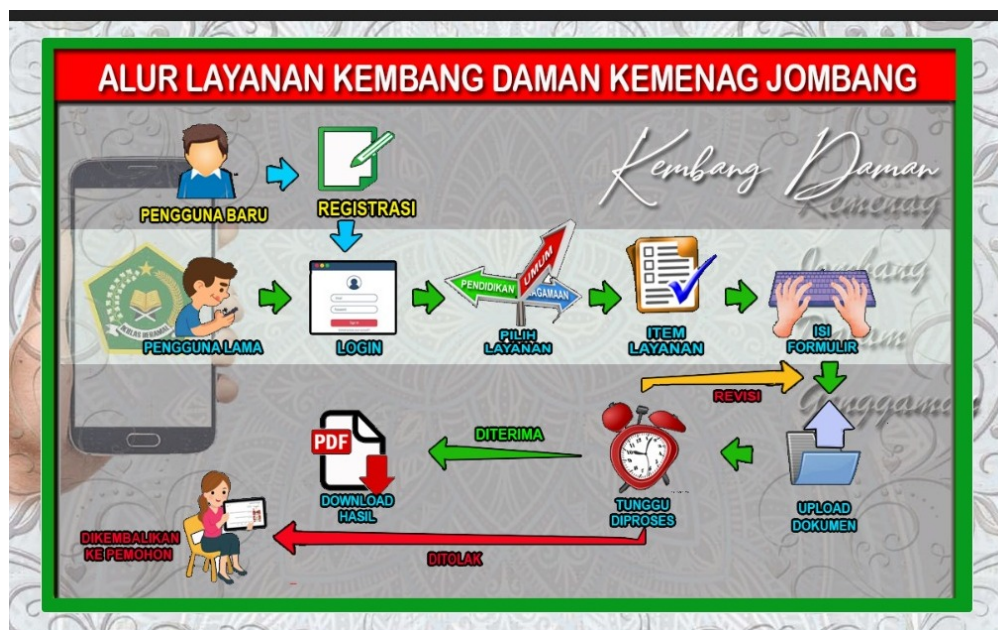 ALUR LAYANAN KEMBANG DAMAN KEMENAG JOMBANG
Kembang Daman
Kemenag
Jombang
Dalam
Genggaman
PENGGUNA BARU
REGISTRASI
PENGGUNA LAMA
LOGIN
PENDIDIKAN
UMUM
AGAMAAN
PILIH
LAYANAN
ITEM
LAYANAN
ISI
FORMULIR
REVISI
UPLOAD
DOKUMEN
TUNGGU
DIPROSES
DITERIMA
PDF
DOWNLOAD
HASIL
DITOLAK
DIKEMBALIKAN
KE PEMOHON